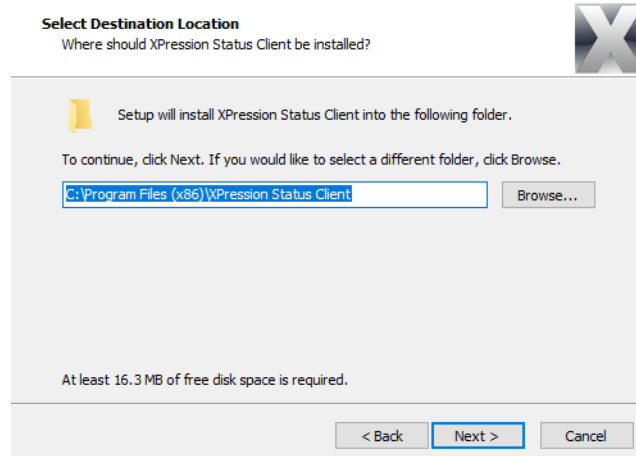 Select Destination Location
Where should XPression Status Client be installed?
X
Setup will install XPression Status Client into the following folder.
To continue, click Next. If you would like to select a different folder, click Browse.
C:\Program Files (x86)\XPression Status Client
Browse...
At least 16.3 MB of free disk space is required.
< Back Next > Cancel